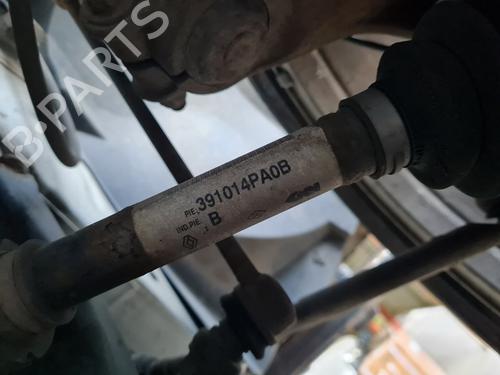 B-PARTS
PIE. 391014PA0B
IND.PIE. B